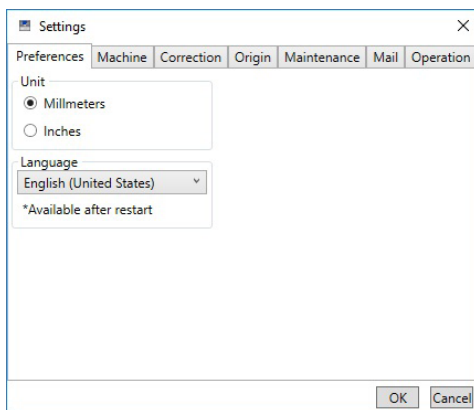 Settings
Preferences Machine Correction Origin Maintenance Mail Operation
Unit
Millmeters
Inches
Language
English (United States)
*Available after restart
OK Cancel